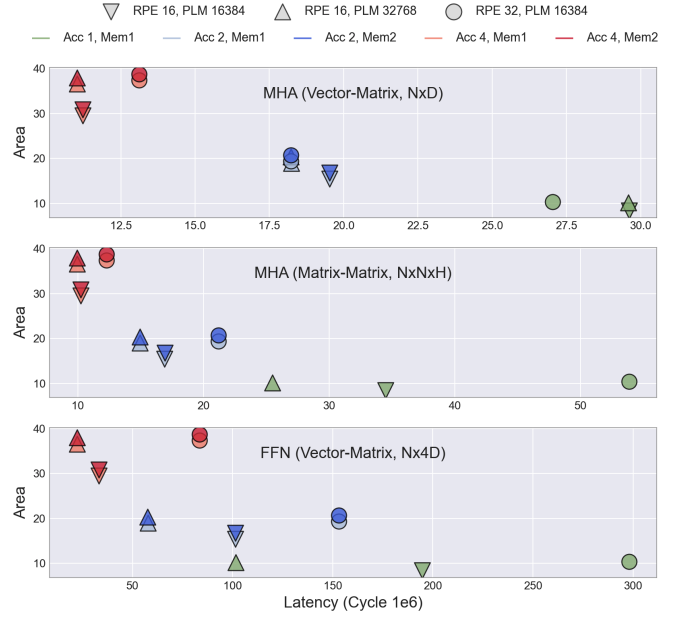 RPE 16, PLM 16384 RPE 16, PLM 32768 RPE 32, PLM 16384
Acc 1, Mem1 Acc 2, Mem1 Acc 2, Mem2 Acc 4, Mem1 Acc 4, Mem2
40
MHA (Vector-Matrix, NxD)
30
Area
20
10
12.5 15.0 17.5 20.0 22.5 25.0 27.5 30.0
40
MHA (Matrix-Matrix, NxNxH)
30
Area
20
10
10 20 30 40 50
40
FFN (Vector-Matrix, Nx4D)
30
Area
20
10
50 100 150 200 250 300
Latency (Cycle 1e6)